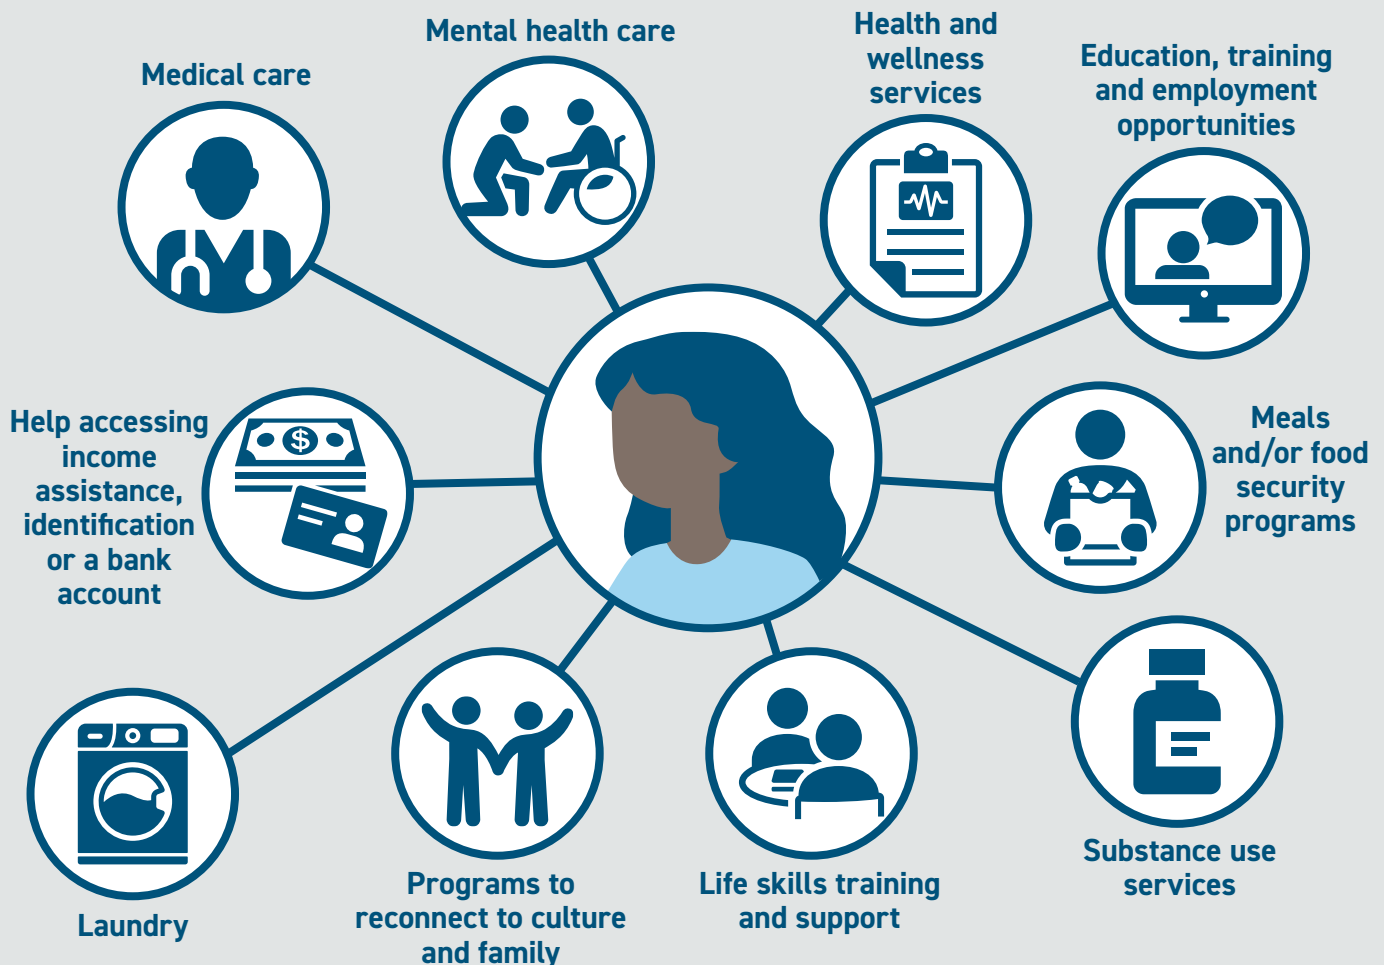 Mental health care
Health and
wellness
services
Education, training
and employment
opportunities
Medical care
Help accessing
income
assistance,
identification
or a bank
account
$
Meals
and/or food
security
programs
Laundry
Programs to
reconnect to culture
and family
Life skills training
and support
Substance use
services